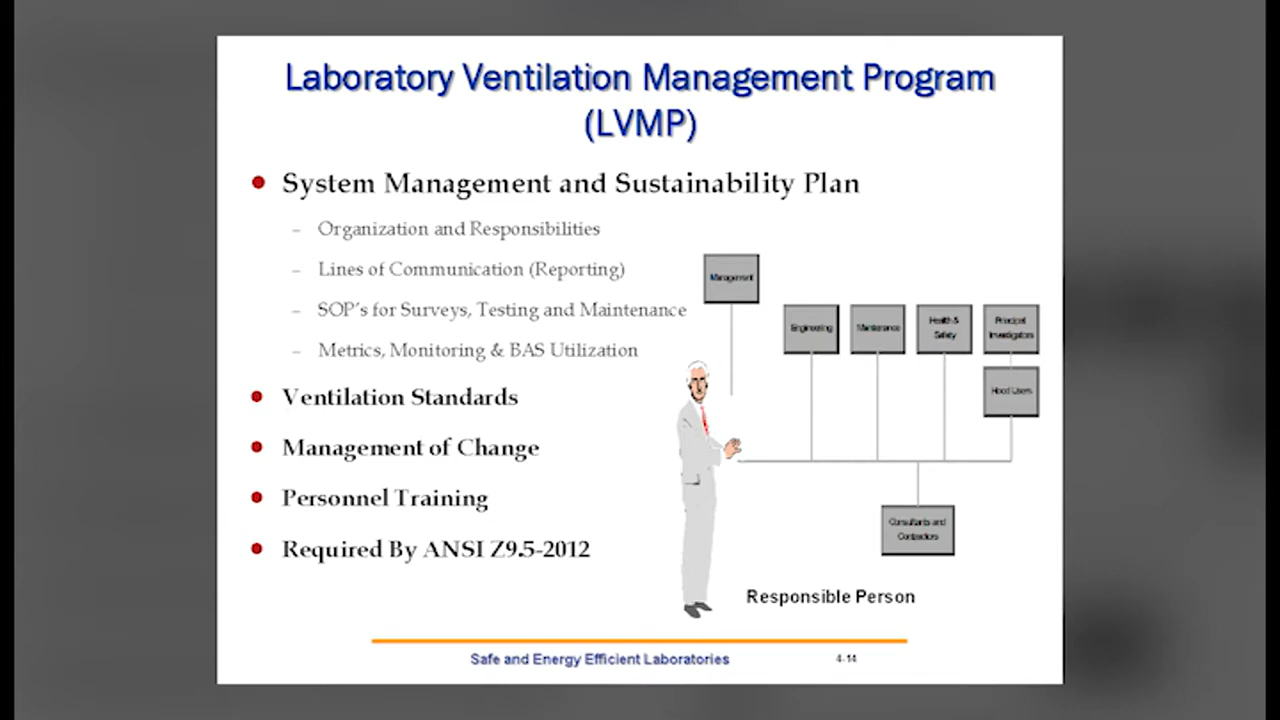 Laboratory Ventilation Management Program
(LVMP)
System Management and Sustainability Plan
Organization and Responsibilities
Lines of Communication (Reporting)
SOP's for Surveys, Testing and Maintenance
Metrics, Monitoring & BAS Utilization
Ventilation Standards
Management of Change
Personnel Training
Required By ANSI Z9.5-2012
Management
Engineering
Maintenance
Health &
Safety
Principal
Investigators
Hood Users
Consultants and
Contractors
Responsible Person
Safe and Energy Efficient Laboratories
4-14